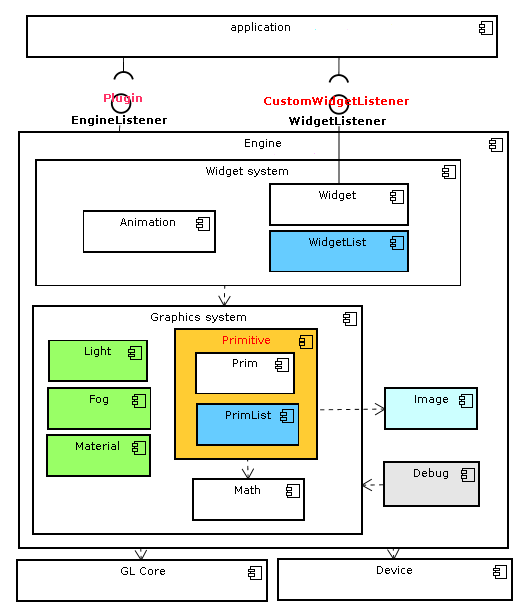 application
Plugin
CustomWidgetListener
EngineListener
WidgetListener
Engine
Widget system
Widget
Animation
WidgetList
Graphics system
Light
Primitive
Prim
Fog
Image
PrimList
Material
Debug
Math
GL Core
Device